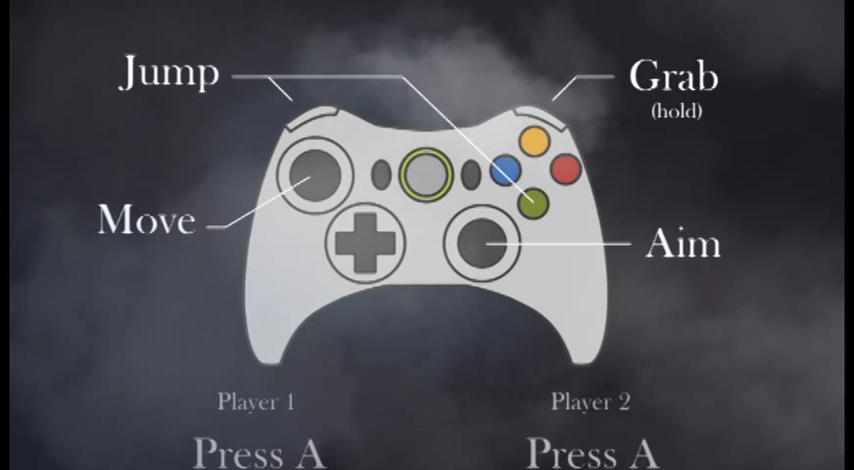 Jump
Grab
(hold)
Move
Aim
Player 1
Player 2
Press A
Press A